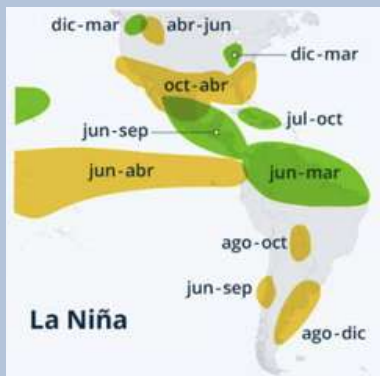 dic-mar
abr-jun
dic-mar
oct-abr
jul-oct
jun-sep
jun-abr
jun-mar
ago-oct
jun-sep
La Niña
ago-dic